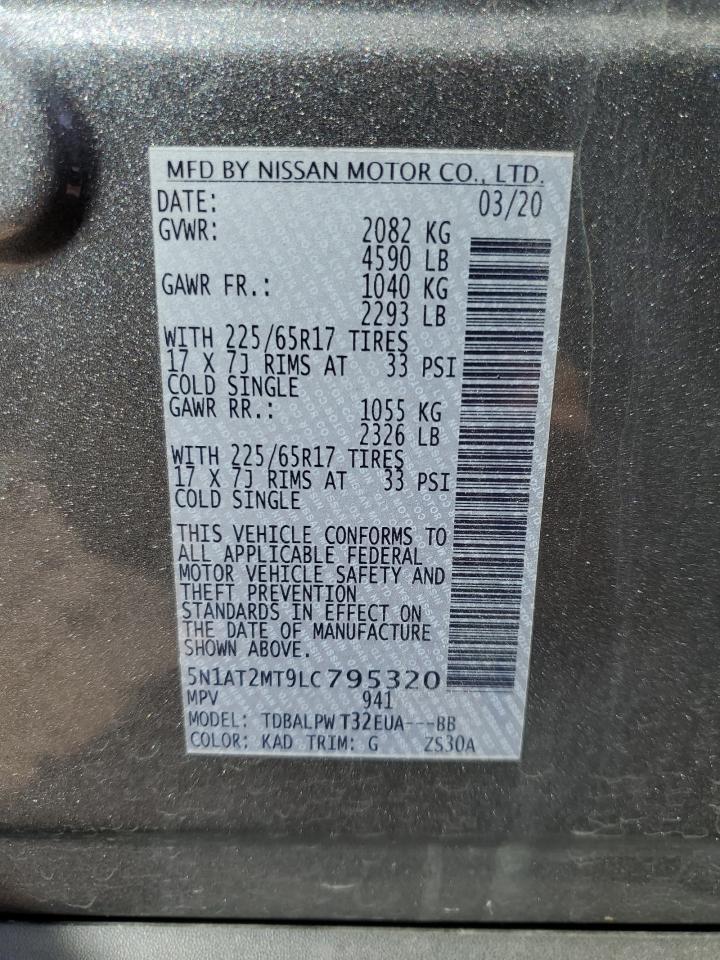 MFD BY NISSAN MOTOR CO., LTD.
DATE: 03/20
GVWR: 2082 KG
4590 LB
GAWR FR.: 1040 KG
2293 LB
WITH 225/65R17 TIRES
17 X 7J RIMS AT 33 PSI
COLD SINGLE
GAWR RR.: 1055 KG
2326 LB
WITH 225/65R17 TIRES
17 X 7J RIMS AT 33 PSI
COLD SINGLE
THIS VEHICLE CONFORMS TO
ALL APPLICABLE FEDERAL
MOTOR VEHICLE SAFETY AND
THEFT PREVENTION
STANDARDS IN EFFECT ON
THE DATE OF MANUFACTURE
SHOWN ABOVE.
5N1AT2MT9LC795320
MPV 941
MODEL: TDBALPW T32EUA---BB
COLOR: KAD TRIM: G ZS30A